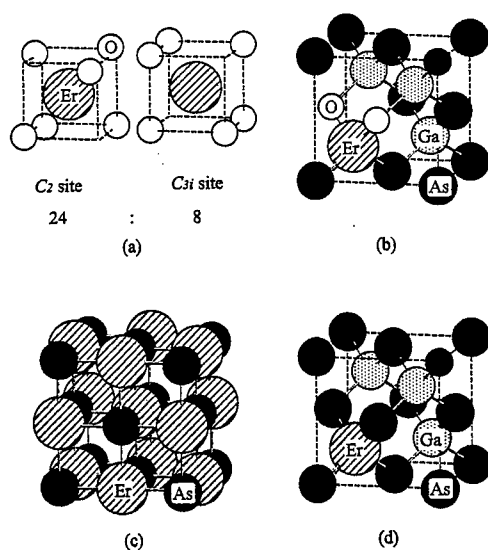 O
Er
C2 site C3i site
24 : 8
(a)
O
Er
Ga
As
(b)
Er
As
(c)
Er
Ga
As
(d)